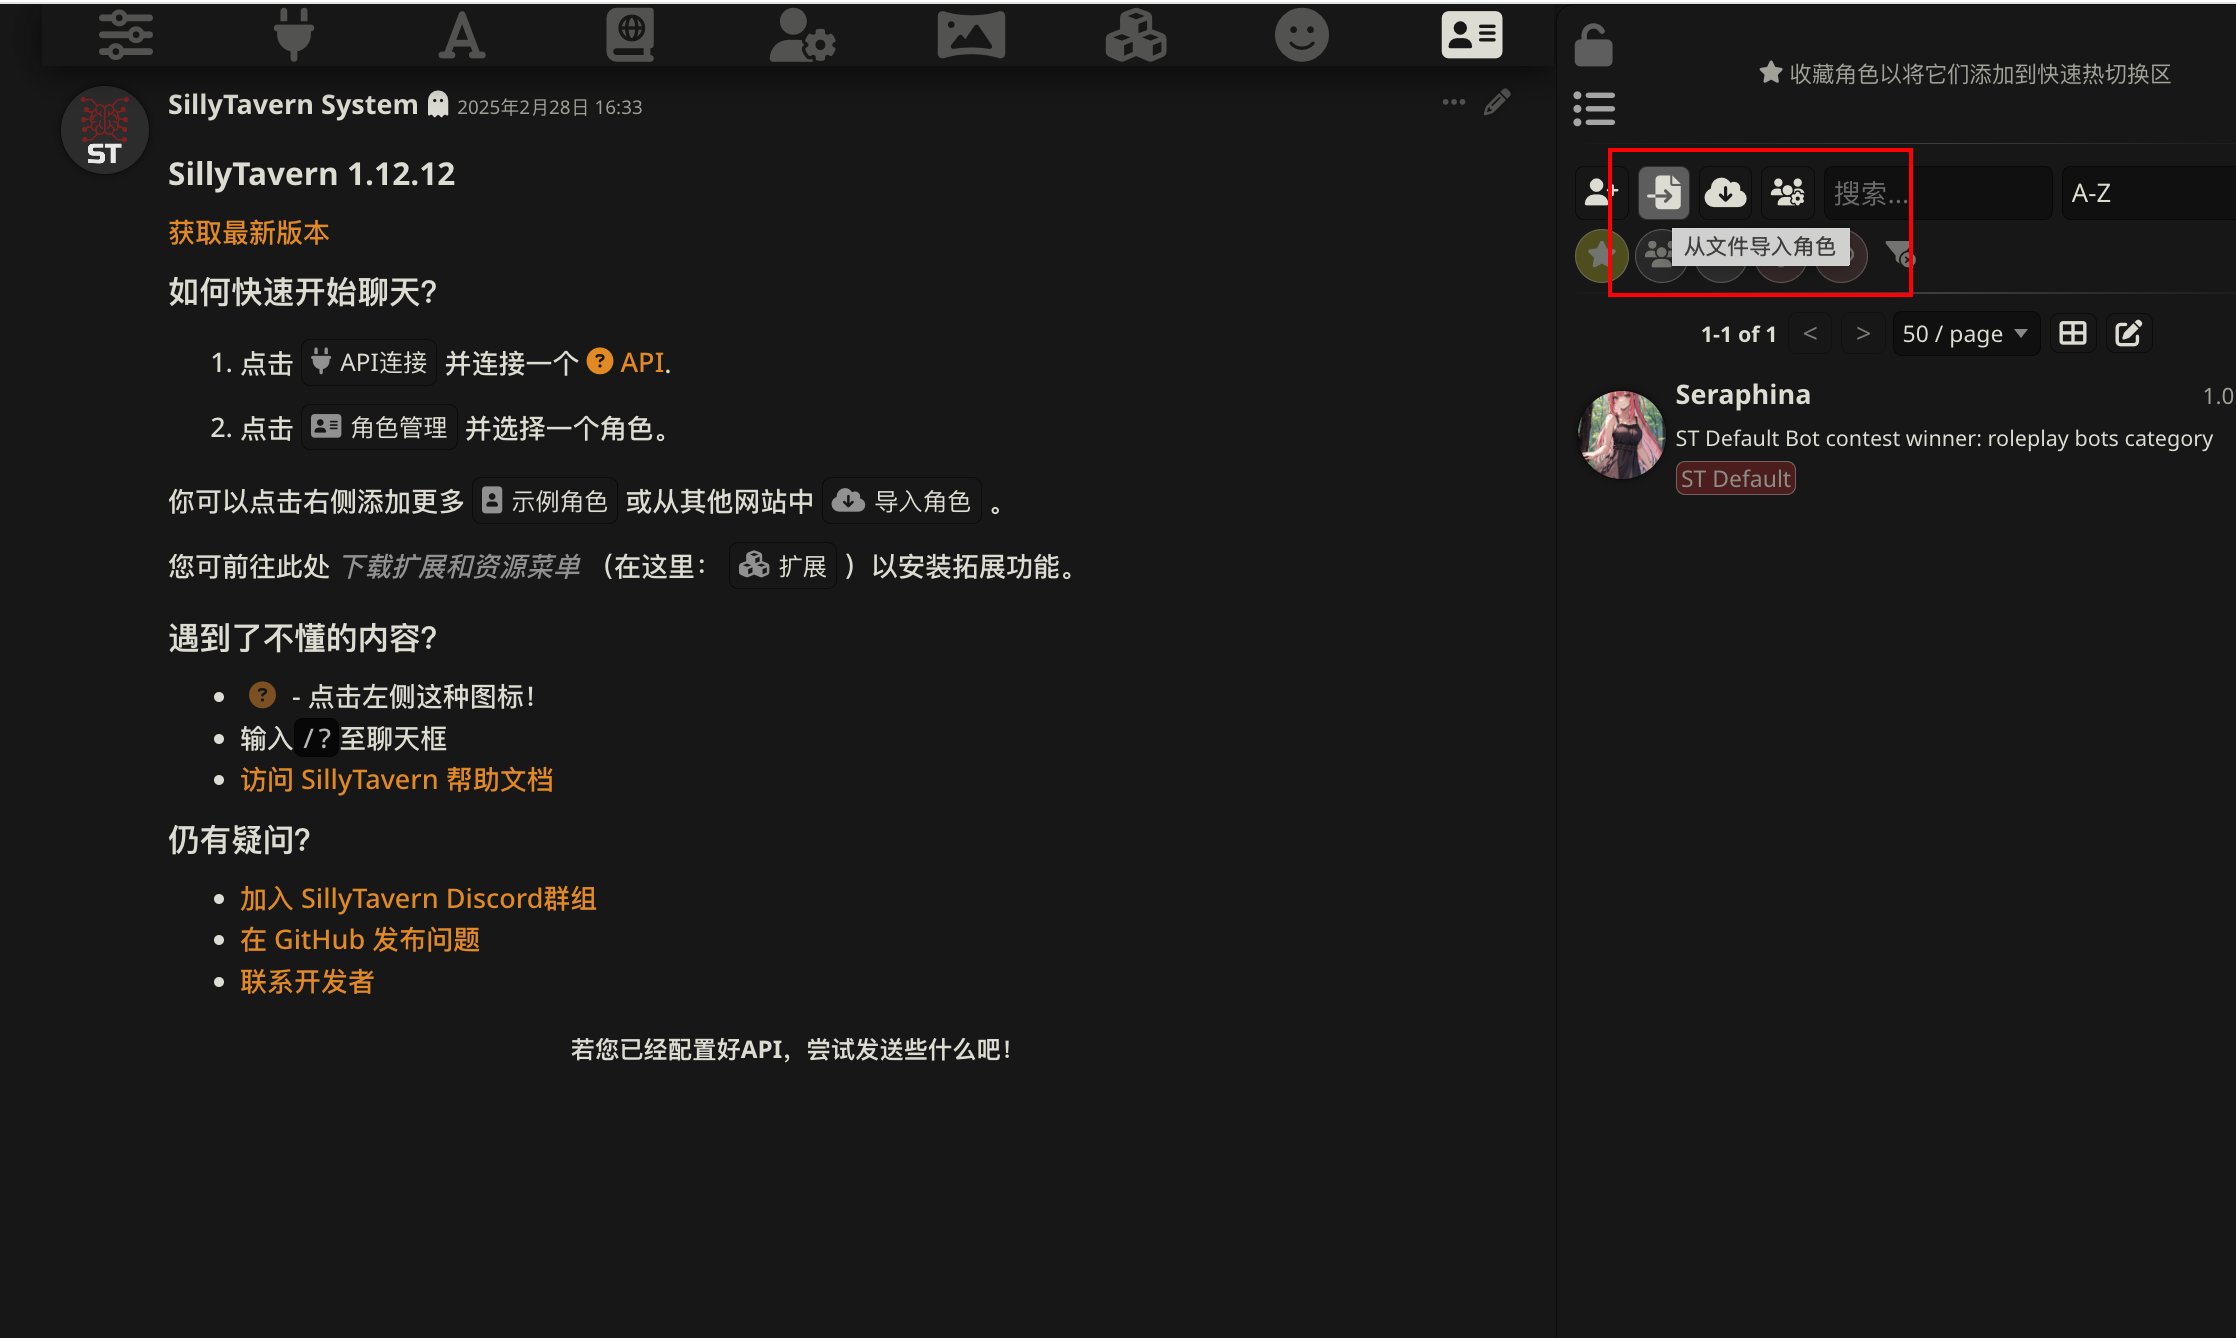 SillyTavern System 2025年2月28日 16:33
ST
SillyTavern 1.12.12
获取最新版本
如何快速开始聊天?
1. 点击 API连接 并连接一个 ? API.
2. 点击 角色管理 并选择一个角色。
你可以点击右侧添加更多 示例角色 或从其他网站中 导入角色 。
您可前往此处 下载扩展和资源菜单 （在这里： 扩展 ）以安装拓展功能。
遇到了不懂的内容?
• ? - 点击左侧这种图标！
• 输入 /? 至聊天框
• 访问 SillyTavern 帮助文档
仍有疑问?
• 加入 SillyTavern Discord群组
• 在 GitHub 发布问题
• 联系开发者
若您已经配置好API，尝试发送些什么吧！
收藏角色以将它们添加到快速热切换区
搜索... A-Z
从文件导入角色
1-1 of 1 < > 50 / page
Seraphina 1.0
ST Default Bot contest winner: roleplay bots category
ST Default